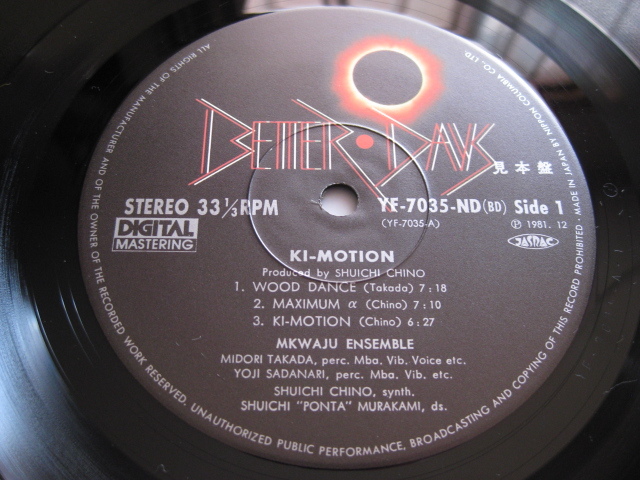 BETTER DAYS
見本盤
STEREO 33 1/3 RPM
YF-7035-ND(BD) Side 1
(YF-7035-A)
℗ 1981. 12
DIGITAL
MASTERING
JASRAC
KI-MOTION
Produced by SHUICHI CHINO
1. WOOD DANCE (Takada) 7:18
2. MAXIMUM α (Chino) 7:10
3. KI-MOTION (Chino) 6:27
MKWAJU ENSEMBLE
MIDORI TAKADA, perc. Mba. Vib. Voice etc.
YOJI SADANARI, perc. Mba. Vib. etc.
SHUICHI CHINO, synth.
SHUICHI "PONTA" MURAKAMI, ds.
ALL RIGHTS OF THE MANUFACTURER AND OF THE OWNER OF THE RECORDED WORK RESERVED. UNAUTHORIZED PUBLIC PERFORMANCE, BROADCASTING AND COPYING OF THIS RECORD PROHIBITED · MADE IN JAPAN BY NIPPON COLUMBIA CO., LTD.